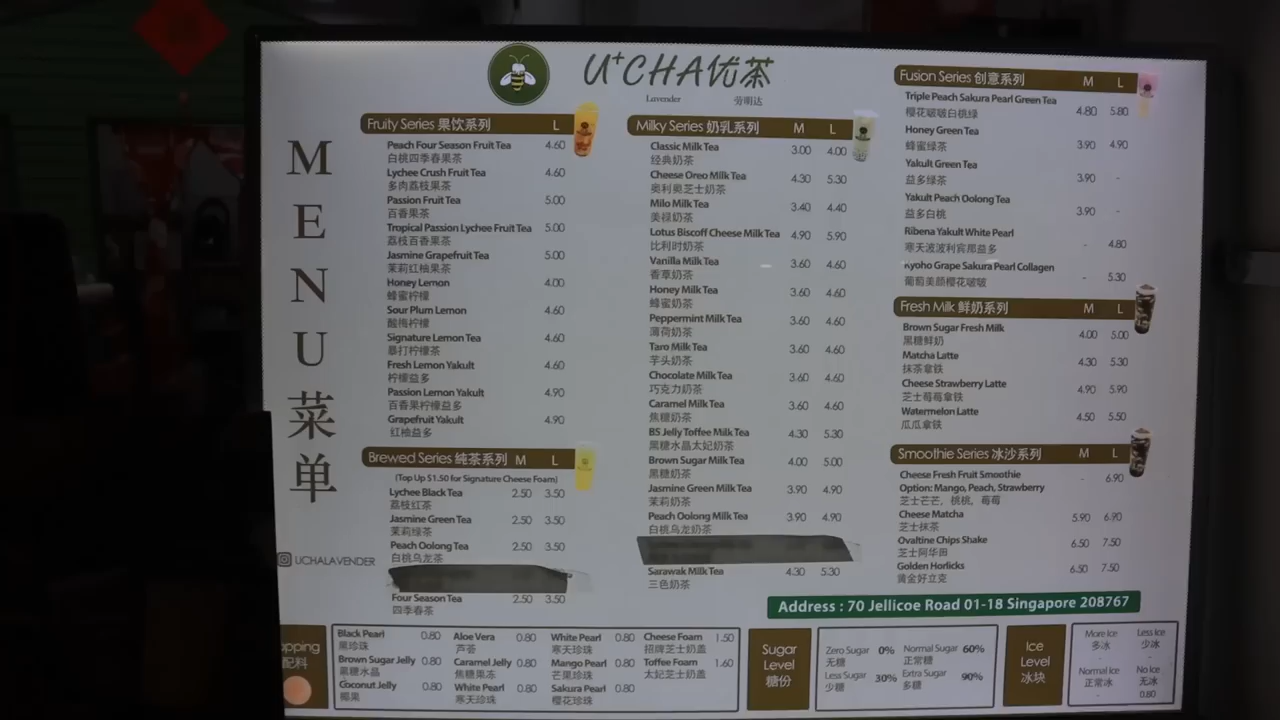 U+CHA优茶
Lavender 劳明达
MENU菜单
UCHALAVENDER
Fruity Series 果饮系列 L
Peach Four Season Fruit Tea 4.60
白桃四季春果茶
Lychee Crush Fruit Tea 4.60
多肉荔枝果茶
Passion Fruit Tea 5.00
百香果茶
Tropical Passion Lychee Fruit Tea 5.00
荔枝百香果茶
Jasmine Grapefruit Tea 5.00
茉莉红柚果茶
Honey Lemon 4.00
蜂蜜柠檬
Sour Plum Lemon 4.60
酸梅柠檬
Signature Lemon Tea 4.60
暴打柠檬茶
Fresh Lemon Yakult 4.60
柠檬益多
Passion Lemon Yakult 4.90
百香果柠檬益多
Grapefruit Yakult 4.90
红柚益多
Brewed Series 纯茶系列 M L
(Top Up $1.50 for Signature Cheese Foam)
Lychee Black Tea 2.50 3.50
荔枝红茶
Jasmine Green Tea 2.50 3.50
茉莉绿茶
Peach Oolong Tea 2.50 3.50
白桃乌龙茶
Four Season Tea 2.50 3.50
四季春茶
Milky Series 奶乳系列 M L
Classic Milk Tea 3.00 4.00
经典奶茶
Cheese Oreo Milk Tea 4.30 5.30
奥利奥芝士奶茶
Milo Milk Tea 3.40 4.40
美禄奶茶
Lotus Biscoff Cheese Milk Tea 4.90 5.90
比利时奶茶
Vanilla Milk Tea 3.60 4.60
香草奶茶
Honey Milk Tea 3.60 4.60
蜂蜜奶茶
Peppermint Milk Tea 3.60 4.60
薄荷奶茶
Taro Milk Tea 3.60 4.60
芋头奶茶
Chocolate Milk Tea 3.60 4.60
巧克力奶茶
Caramel Milk Tea 3.60 4.60
焦糖奶茶
BS Jelly Toffee Milk Tea 4.30 5.30
黑糖水晶太妃奶茶
Brown Sugar Milk Tea 4.00 5.00
黑糖奶茶
Jasmine Green Milk Tea 3.90 4.90
茉莉奶茶
Peach Oolong Milk Tea 3.90 4.90
白桃乌龙奶茶
Sarawak Milk Tea 4.30 5.30
三色奶茶
Fusion Series 创意系列 M L
Triple Peach Sakura Pearl Green Tea 4.80 5.80
樱花啵啵白桃绿
Honey Green Tea 3.90 4.90
蜂蜜绿茶
Yakult Green Tea 3.90 -
益多绿茶
Yakult Peach Oolong Tea 3.90 -
益多白桃
Ribena Yakult White Pearl - 4.80
寒天波波利宾那益多
Kyoho Grape Sakura Pearl Collagen - 5.30
葡萄美颜樱花啵啵
Fresh Milk 鲜奶系列 M L
Brown Sugar Fresh Milk 4.00 5.00
黑糖鲜奶
Matcha Latte 4.30 5.30
抹茶拿铁
Cheese Strawberry Latte 4.90 5.90
芝士莓莓拿铁
Watermelon Latte 4.50 5.50
瓜瓜拿铁
Smoothie Series 冰沙系列 M L
Cheese Fresh Fruit Smoothie - 6.90
Option: Mango, Peach, Strawberry
芝士芒芒, 桃桃, 莓莓
Cheese Matcha 5.90 6.90
芝士抹茶
Ovaltine Chips Shake 6.50 7.50
芝士阿华田
Golden Horlicks 6.50 7.50
黄金好立克
Address : 70 Jellicoe Road 01-18 Singapore 208767
pping
配料
Black Pearl 0.80 Aloe Vera 0.80 White Pearl 0.80 Cheese Foam 1.50
黑珍珠 芦荟 寒天珍珠 招牌芝士奶盖
Brown Sugar Jelly 0.80 Caramel Jelly 0.80 Mango Pearl 0.80 Toffee Foam 1.60
黑糖水晶 焦糖果冻 芒果珍珠 太妃芝士奶盖
Coconut Jelly 0.80 White Pearl 0.80 Sakura Pearl 0.80
椰果 寒天珍珠 樱花珍珠
Sugar
Level
糖份
Zero Sugar 0% Normal Sugar 60%
无糖 正常糖
Less Sugar 30% Extra Sugar 90%
少糖 多糖
Ice
Level
冰块
More Ice Less Ice
多冰 少冰
- -
Normal Ice No Ice
正常冰 无冰
- 0.60